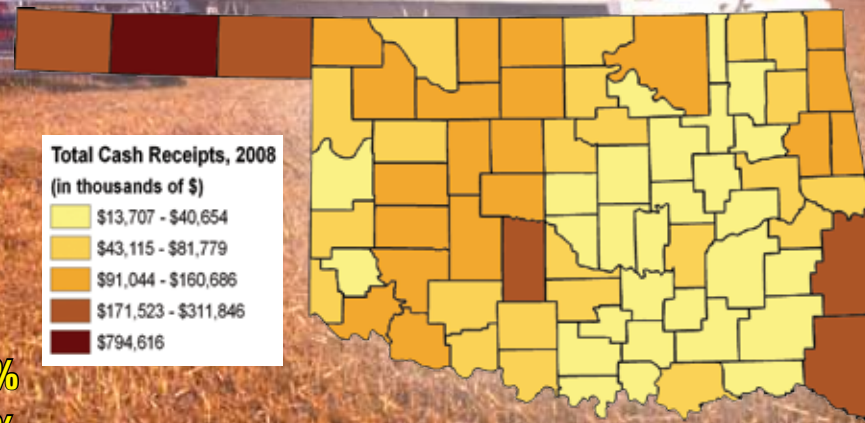 Total Cash Receipts, 2008
(in thousands of $)
$13,707 - $40,654
$43,115 - $81,779
$91,044 - $160,686
$171,523 - $311,846
$794,616
%
%